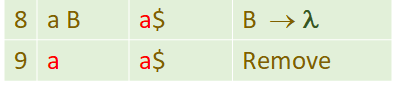 8 a B a$ B → λ
9 a a$ Remove